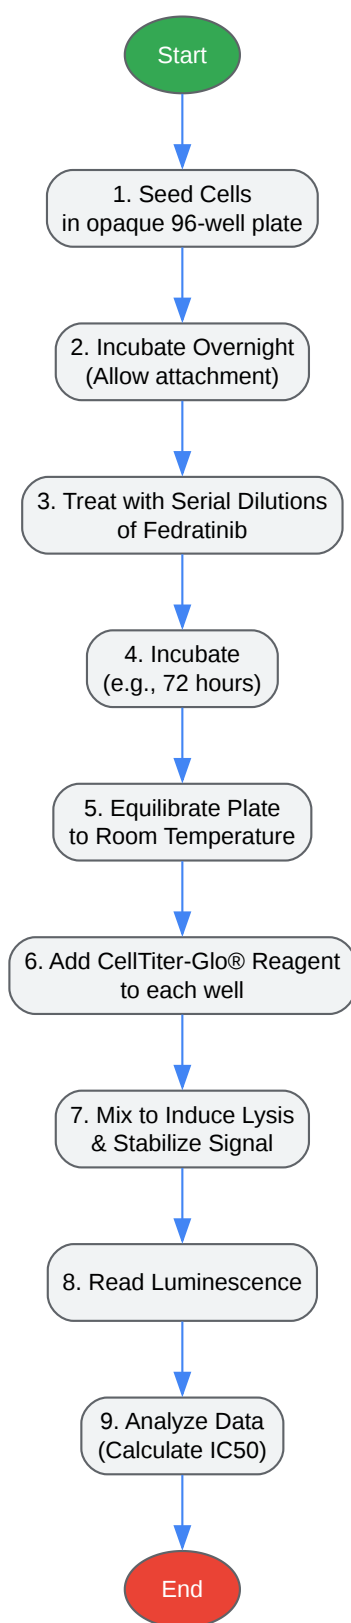 Start
1. Seed Cells
in opaque 96-well plate
2. Incubate Overnight
(Allow attachment)
3. Treat with Serial Dilutions
of Fedratinib
4. Incubate
(e.g., 72 hours)
5. Equilibrate Plate
to Room Temperature
6. Add CellTiter-Glo® Reagent
to each well
7. Mix to Induce Lysis
& Stabilize Signal
8. Read Luminescence
9. Analyze Data
(Calculate IC50)
End